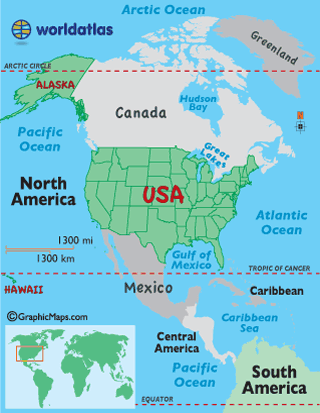 Arctic Ocean
worldatlas
Greenland
ARCTIC CIRCLE
ALASKA
Canada
Hudson
Bay
Pacific
Ocean
Great
Lakes
North
America
USA
Atlantic
Ocean
1300 mi
1300 km
Gulf of
Mexico
TROPIC OF CANCER
HAWAII
Mexico
Caribbean
©GraphicMaps.com
Caribbean
Sea
Central
America
Pacific
Ocean
South
America
EQUATOR